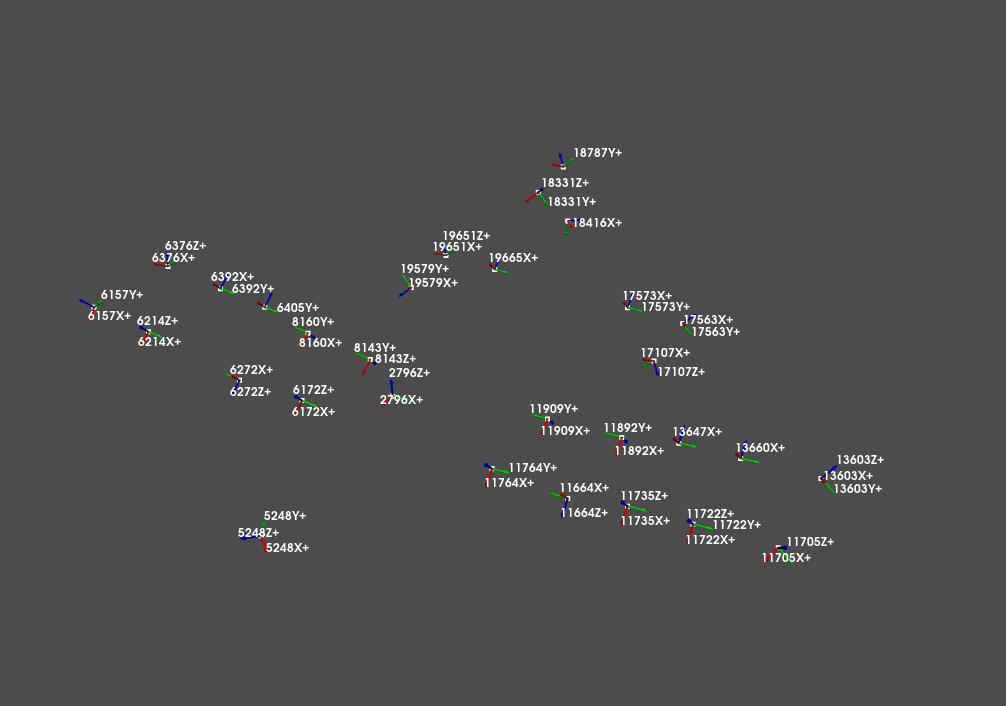 18787Y+
18331Z+
18331Y+
18416X+
19651Z+
19651X+
19665X+
6376Z+
6376X+
19579Y+
19579X+
6392X+
6392Y+
6157Y+
6157X+
6405Y+
17573X+
17573Y+
6214Z+
6214X+
8160Y+
8160X+
17563X+
17563Y+
8143Y+
8143Z+
17107X+
17107Z+
2796Z+
2796X+
6272X+
6272Z+
6172Z+
6172X+
11909Y+
11909X+
11892Y+
11892X+
13647X+
13660X+
13603Z+
13603X+
13603Y+
11764Y+
11764X+
11664X+
11664Z+
11735Z+
11735X+
11722Z+
11722Y+
11722X+
5248Y+
5248Z+
5248X+
11705Z+
11705X+